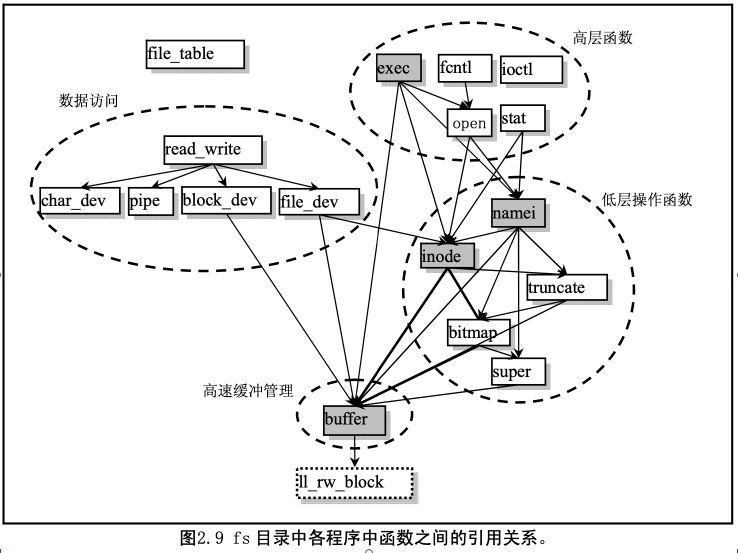 高层函数
file_table
exec
fcntl
ioctl
数据访问
open
stat
read_write
char_dev
pipe
block_dev
file_dev
低层操作函数
namei
inode
truncate
bitmap
super
高速缓冲管理
buffer
ll_rw_block
图2.9 fs 目录中各程序中函数之间的引用关系。